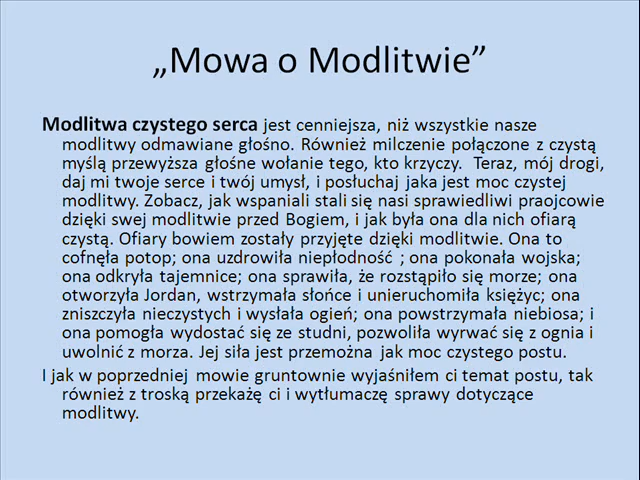 „Mowa o Modlitwie”
Modlitwa czystego serca jest cenniejsza, niż wszystkie nasze
modlitwy odmawiane głośno. Również milczenie połączone z czystą
myślą przewyższa głośne wołanie tego, kto krzyczy. Teraz, mój drogi,
daj mi twoje serce i twój umysł, i posłuchaj jaka jest moc czystej
modlitwy. Zobacz, jak wspaniali stali się nasi sprawiedliwi praojcowie
dzięki swej modlitwie przed Bogiem, i jak była ona dla nich ofiarą
czystą. Ofiary bowiem zostały przyjęte dzięki modlitwie. Ona to
cofnęła potop; ona uzdrowiła niepłodność ; ona pokonała wojska;
ona odkryła tajemnice; ona sprawiła, że rozstąpiło się morze; ona
otworzyła Jordan, wstrzymała słońce i unieruchomiła księżyc; ona
zniszczyła nieczystych i wysłała ogień; ona powstrzymała niebiosa; i
ona pomogła wydostać się ze studni, pozwoliła wyrwać się z ognia i
uwolnić z morza. Jej siła jest przemożna jak moc czystego postu.
I jak w poprzedniej mowie gruntownie wyjaśniłem ci temat postu, tak
również z troską przekażę ci i wytłumaczę sprawy dotyczące
modlitwy.